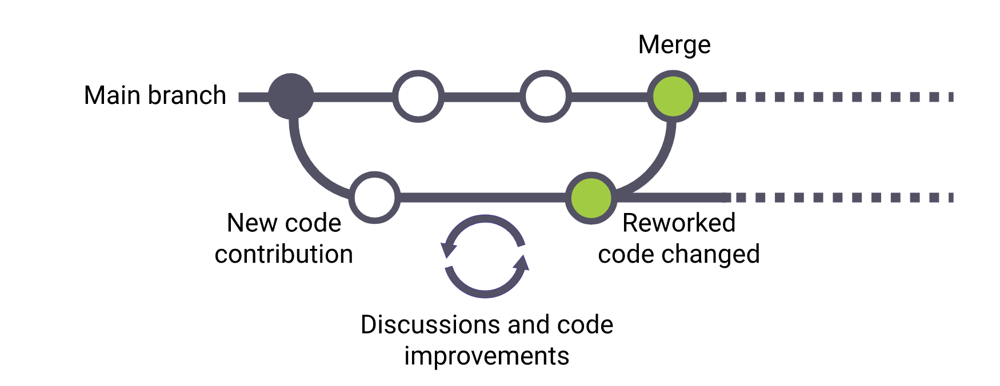 Merge
Main branch
New code
contribution
Reworked
code changed
Discussions and code
improvements